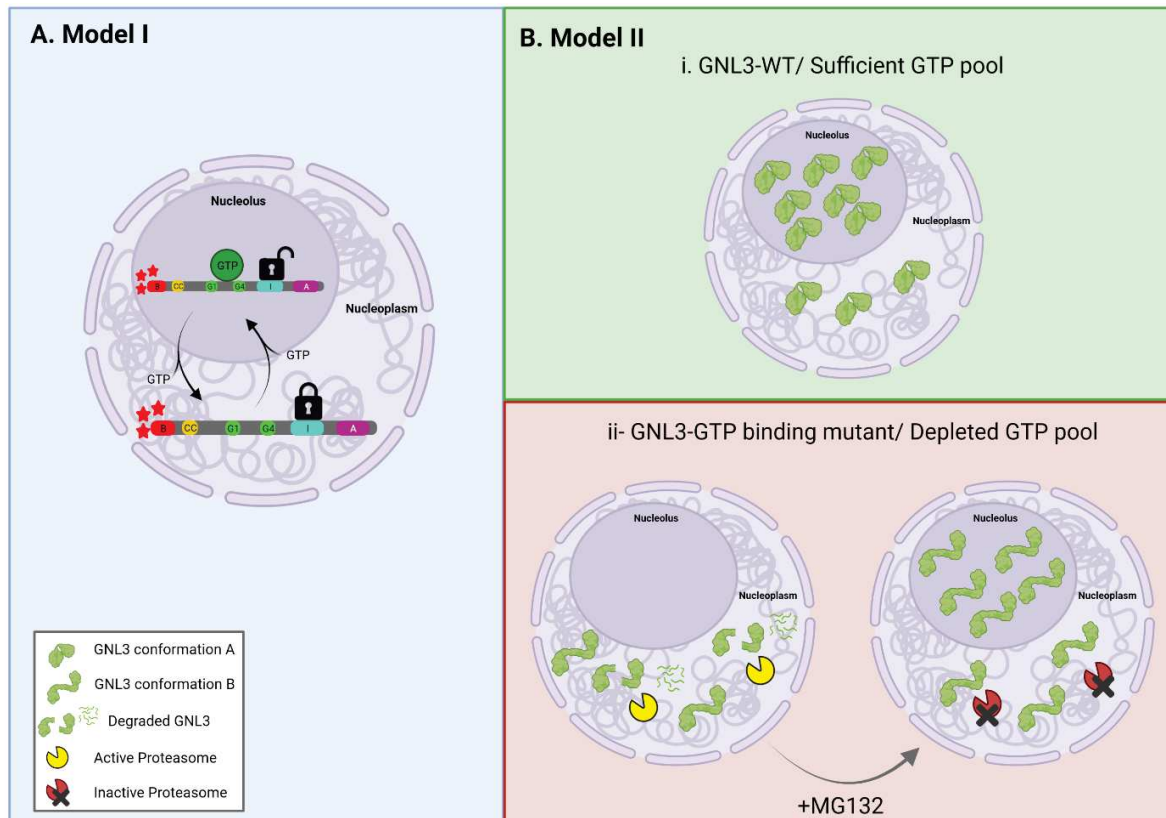 A. Model I
Nucleolus
GTP
B CC G1 G4 I A
Nucleoplasm
GTP
GTP
B CC G1 G4 I A
GNL3 conformation A
GNL3 conformation B
Degraded GNL3
Active Proteasome
Inactive Proteasome
B. Model II
i. GNL3-WT/ Sufficient GTP pool
Nucleolus
Nucleoplasm
ii- GNL3-GTP binding mutant/ Depleted GTP pool
Nucleolus
Nucleoplasm
Nucleolus
Nucleoplasm
+MG132